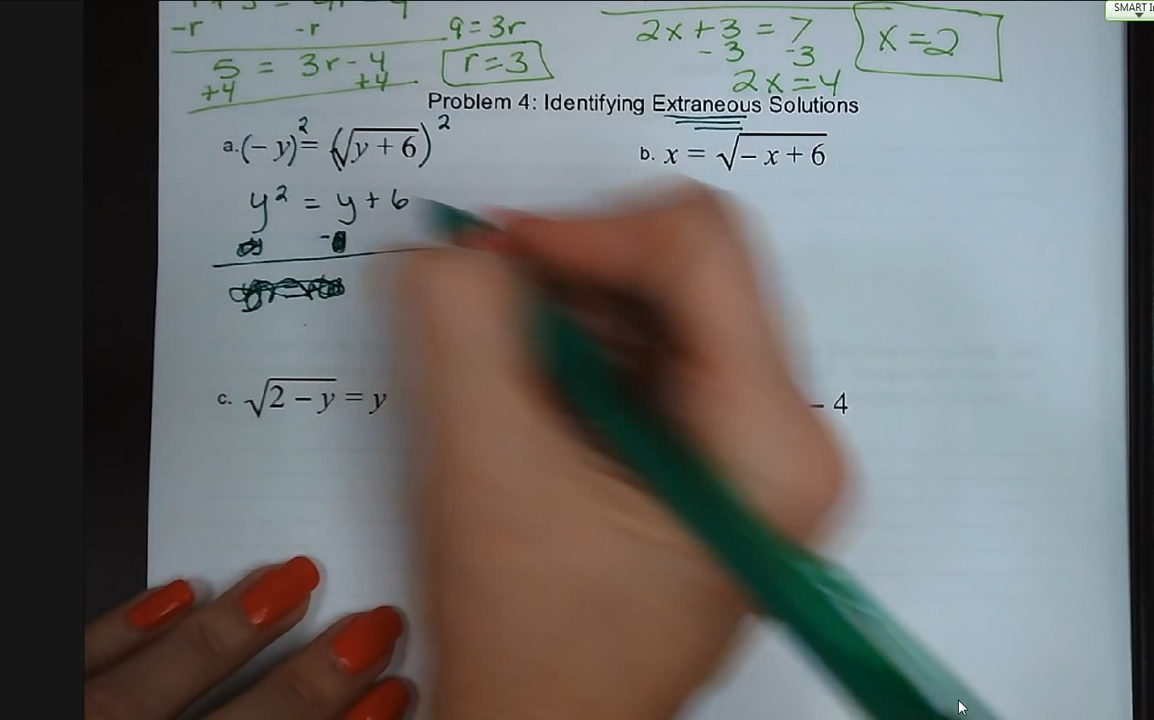 SMART
-r -r 9 = 3r
5 = 3r - 4 r = 3
+4 +4
2x + 3 = 7 x = 2
- 3 -3
2x = 4
Problem 4: Identifying Extraneous Solutions
a. (- y)² = (√(y + 6))²
b. x = √(- x + 6)
y² = y + 6
c. √(2 - y) = y
- 4